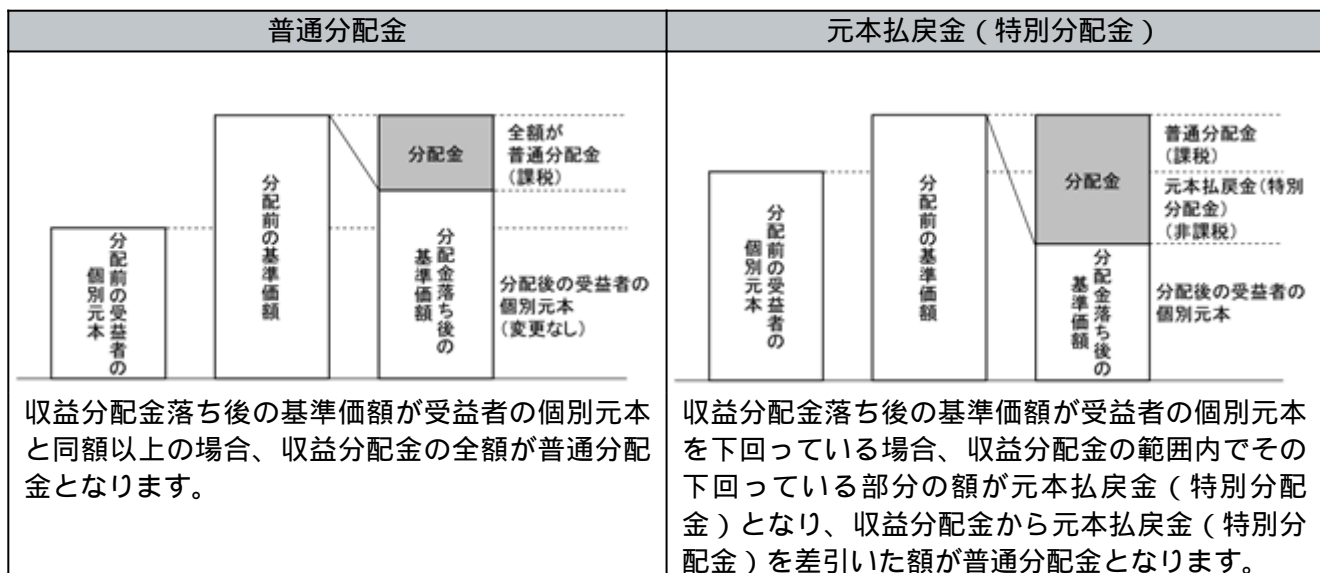 普通分配金
分配前の受益者の
個別元本
分配前の基準価額
分配金
分配金落ち後の
基準価額
全額が
普通分配金
(課税)
分配後の受益者の
個別元本
(変更なし)
収益分配金落ち後の基準価額が受益者の個別元本
と同額以上の場合、収益分配金の全額が普通分配
金となります。
元本払戻金（特別分配金）
分配前の受益者の
個別元本
分配前の基準価額
分配金
分配金落ち後の
基準価額
普通分配金
(課税)
元本払戻金(特別
分配金)
(非課税)
分配後の受益者の
個別元本
収益分配金落ち後の基準価額が受益者の個別元本
を下回っている場合、収益分配金の範囲内でその
下回っている部分の額が元本払戻金（特別分配
金）となり、収益分配金から元本払戻金（特別分
配金）を差引いた額が普通分配金となります。